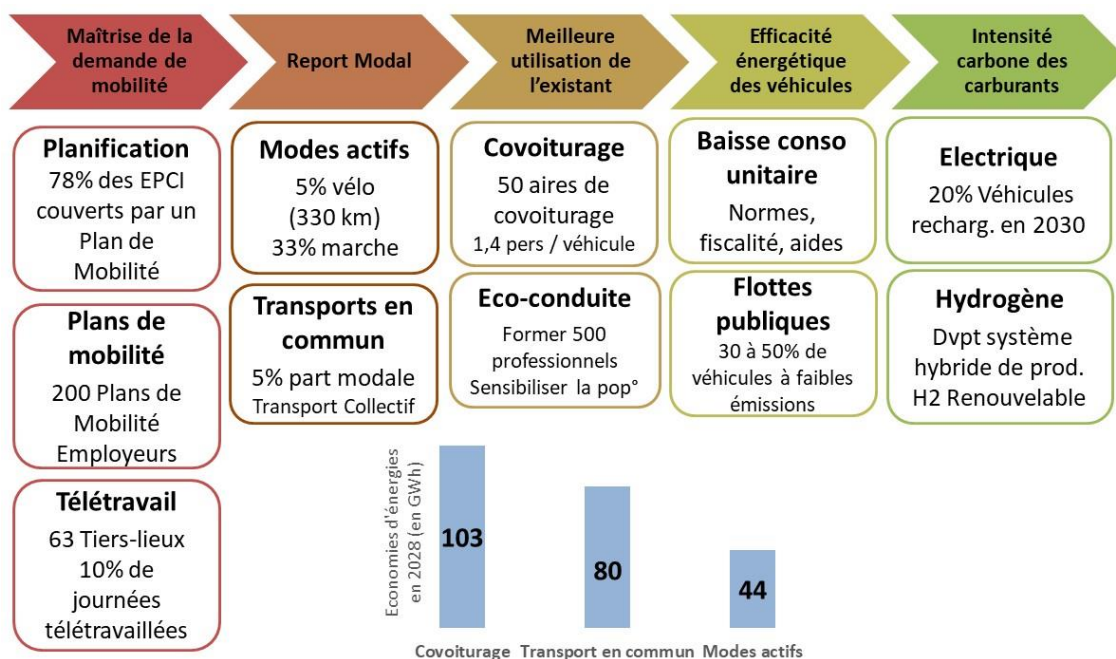 Maîtrise de la
demande de
mobilité
Report Modal
Meilleure
utilisation de
l'existant
Efficacité
énergétique
des véhicules
Intensité
carbone des
carburants
Planification
78% des EPCI
couverts par un
Plan de
Mobilité
Plans de
mobilité
200 Plans de
Mobilité
Employeurs
Télétravail
63 Tiers-lieux
10% de
journées
télétravaillées
Modes actifs
5% vélo
(330 km)
33% marche
Transports en
commun
5% part modale
Transport Collectif
Covoiturage
50 aires de
covoiturage
1,4 pers / véhicule
Eco-conduite
Former 500
professionnels
Sensibiliser la pop°
Baisse conso
unitaire
Normes,
fiscalité, aides
Flottes
publiques
30 à 50% de
véhicules à faibles
émissions
Electrique
20% Véhicules
recharg. en 2030
Hydrogène
Dvpt système
hybride de prod.
H2 Renouvelable
Economies d'énergies
en 2028 (en GWh)
103
80
44
Covoiturage
Transport en commun
Modes actifs